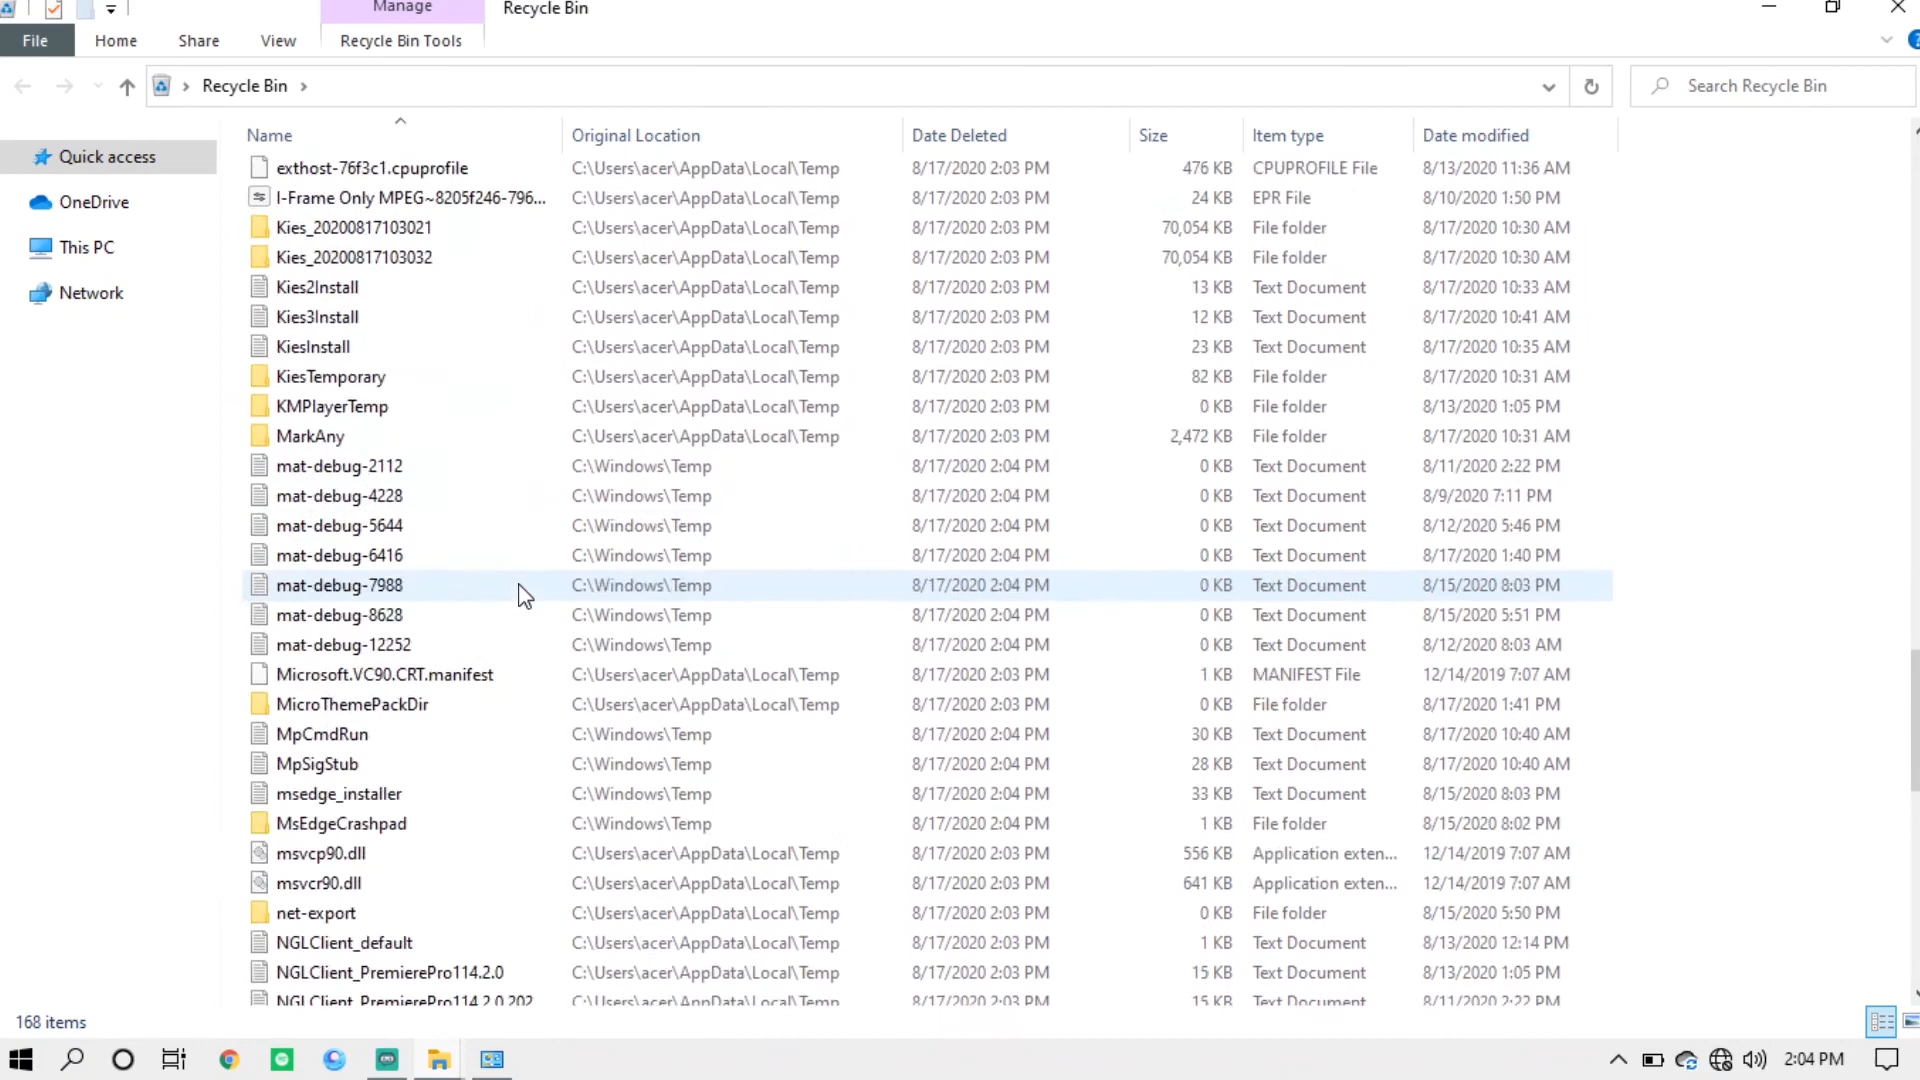 Manage
Recycle Bin
File
Home
Share
View
Recycle Bin Tools
Recycle Bin
Search Recycle Bin
Quick access
OneDrive
This PC
Network
Name Original Location Date Deleted Size Item type Date modified
exthost-76f3c1.cpuprofile C:\Users\acer\AppData\Local\Temp 8/17/2020 2:03 PM 476 KB CPUPROFILE File 8/13/2020 11:36 AM
I-Frame Only MPEG~8205f246-796... C:\Users\acer\AppData\Local\Temp 8/17/2020 2:03 PM 24 KB EPR File 8/10/2020 1:50 PM
Kies_20200817103021 C:\Users\acer\AppData\Local\Temp 8/17/2020 2:03 PM 70,054 KB File folder 8/17/2020 10:30 AM
Kies_20200817103032 C:\Users\acer\AppData\Local\Temp 8/17/2020 2:03 PM 70,054 KB File folder 8/17/2020 10:30 AM
Kies2Install C:\Users\acer\AppData\Local\Temp 8/17/2020 2:03 PM 13 KB Text Document 8/17/2020 10:33 AM
Kies3Install C:\Users\acer\AppData\Local\Temp 8/17/2020 2:03 PM 12 KB Text Document 8/17/2020 10:41 AM
KiesInstall C:\Users\acer\AppData\Local\Temp 8/17/2020 2:03 PM 23 KB Text Document 8/17/2020 10:35 AM
KiesTemporary C:\Users\acer\AppData\Local\Temp 8/17/2020 2:03 PM 82 KB File folder 8/17/2020 10:31 AM
KMPlayerTemp C:\Users\acer\AppData\Local\Temp 8/17/2020 2:03 PM 0 KB File folder 8/13/2020 1:05 PM
MarkAny C:\Users\acer\AppData\Local\Temp 8/17/2020 2:03 PM 2,472 KB File folder 8/17/2020 10:31 AM
mat-debug-2112 C:\Windows\Temp 8/17/2020 2:04 PM 0 KB Text Document 8/11/2020 2:22 PM
mat-debug-4228 C:\Windows\Temp 8/17/2020 2:04 PM 0 KB Text Document 8/9/2020 7:11 PM
mat-debug-5644 C:\Windows\Temp 8/17/2020 2:04 PM 0 KB Text Document 8/12/2020 5:46 PM
mat-debug-6416 C:\Windows\Temp 8/17/2020 2:04 PM 0 KB Text Document 8/17/2020 1:40 PM
mat-debug-7988 C:\Windows\Temp 8/17/2020 2:04 PM 0 KB Text Document 8/15/2020 8:03 PM
mat-debug-8628 C:\Windows\Temp 8/17/2020 2:04 PM 0 KB Text Document 8/15/2020 5:51 PM
mat-debug-12252 C:\Windows\Temp 8/17/2020 2:04 PM 0 KB Text Document 8/12/2020 8:03 AM
Microsoft.VC90.CRT.manifest C:\Users\acer\AppData\Local\Temp 8/17/2020 2:03 PM 1 KB MANIFEST File 12/14/2019 7:07 AM
MicroThemePackDir C:\Users\acer\AppData\Local\Temp 8/17/2020 2:03 PM 0 KB File folder 8/17/2020 1:41 PM
MpCmdRun C:\Windows\Temp 8/17/2020 2:04 PM 30 KB Text Document 8/17/2020 10:40 AM
MpSigStub C:\Windows\Temp 8/17/2020 2:04 PM 28 KB Text Document 8/17/2020 10:40 AM
msedge_installer C:\Windows\Temp 8/17/2020 2:04 PM 33 KB Text Document 8/15/2020 8:03 PM
MsEdgeCrashpad C:\Windows\Temp 8/17/2020 2:04 PM 1 KB File folder 8/15/2020 8:02 PM
msvcp90.dll C:\Users\acer\AppData\Local\Temp 8/17/2020 2:03 PM 556 KB Application exten... 12/14/2019 7:07 AM
msvcr90.dll C:\Users\acer\AppData\Local\Temp 8/17/2020 2:03 PM 641 KB Application exten... 12/14/2019 7:07 AM
net-export C:\Users\acer\AppData\Local\Temp 8/17/2020 2:03 PM 0 KB File folder 8/15/2020 5:50 PM
NGLClient_default C:\Users\acer\AppData\Local\Temp 8/17/2020 2:03 PM 1 KB Text Document 8/13/2020 12:14 PM
NGLClient_PremierePro114.2.0 C:\Users\acer\AppData\Local\Temp 8/17/2020 2:03 PM 15 KB Text Document 8/13/2020 1:05 PM
NGLClient_PremierePro114.2.0.202 C:\Users\acer\AppData\Local\Temp 8/17/2020 2:03 PM 15 KB Text Document 8/11/2020 2:22 PM
168 items
2:04 PM